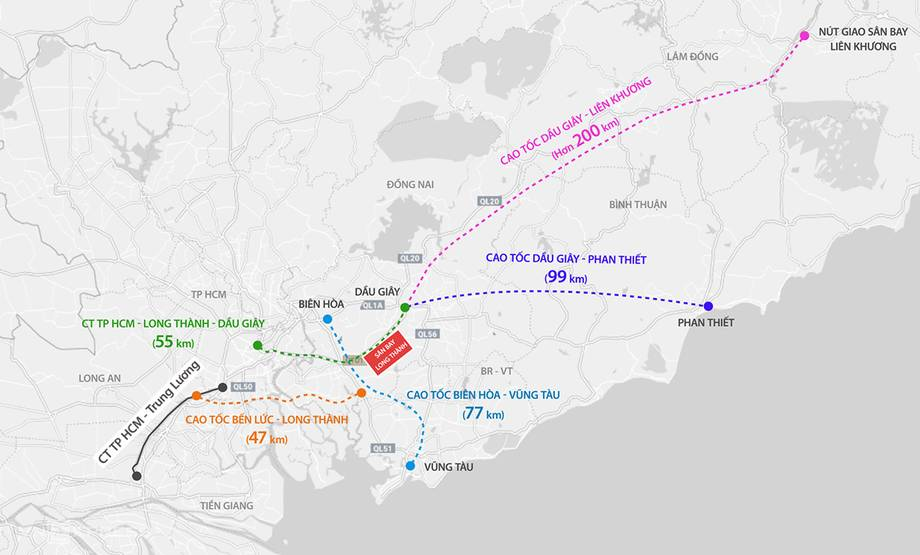 NÚT GIAO SÂN BAY
LIÊN KHƯƠNG
LÂM ĐỒNG
CAO TỐC DẦU GIÂY - LIÊN KHƯƠNG
(Hơn 200 km)
ĐỒNG NAI
QL20
BÌNH THUẬN
QL20
CAO TỐC DẦU GIÂY - PHAN THIẾT
(99 km)
TP HCM
BIÊN HÒA
DẦU GIÂY
QL1A
CT TP HCM - LONG THÀNH - DẦU GIÂY
(55 km)
PHAN THIẾT
QL56
SÂN BAY
LONG THÀNH
QL51
LONG AN
QL50
BR - VT
CT TP HCM - Trung Lương
CAO TỐC BIÊN HÒA - VŨNG TÀU
(77 km)
CAO TỐC BẾN LỨC - LONG THÀNH
(47 km)
QL51
VŨNG TÀU
TIỀN GIANG